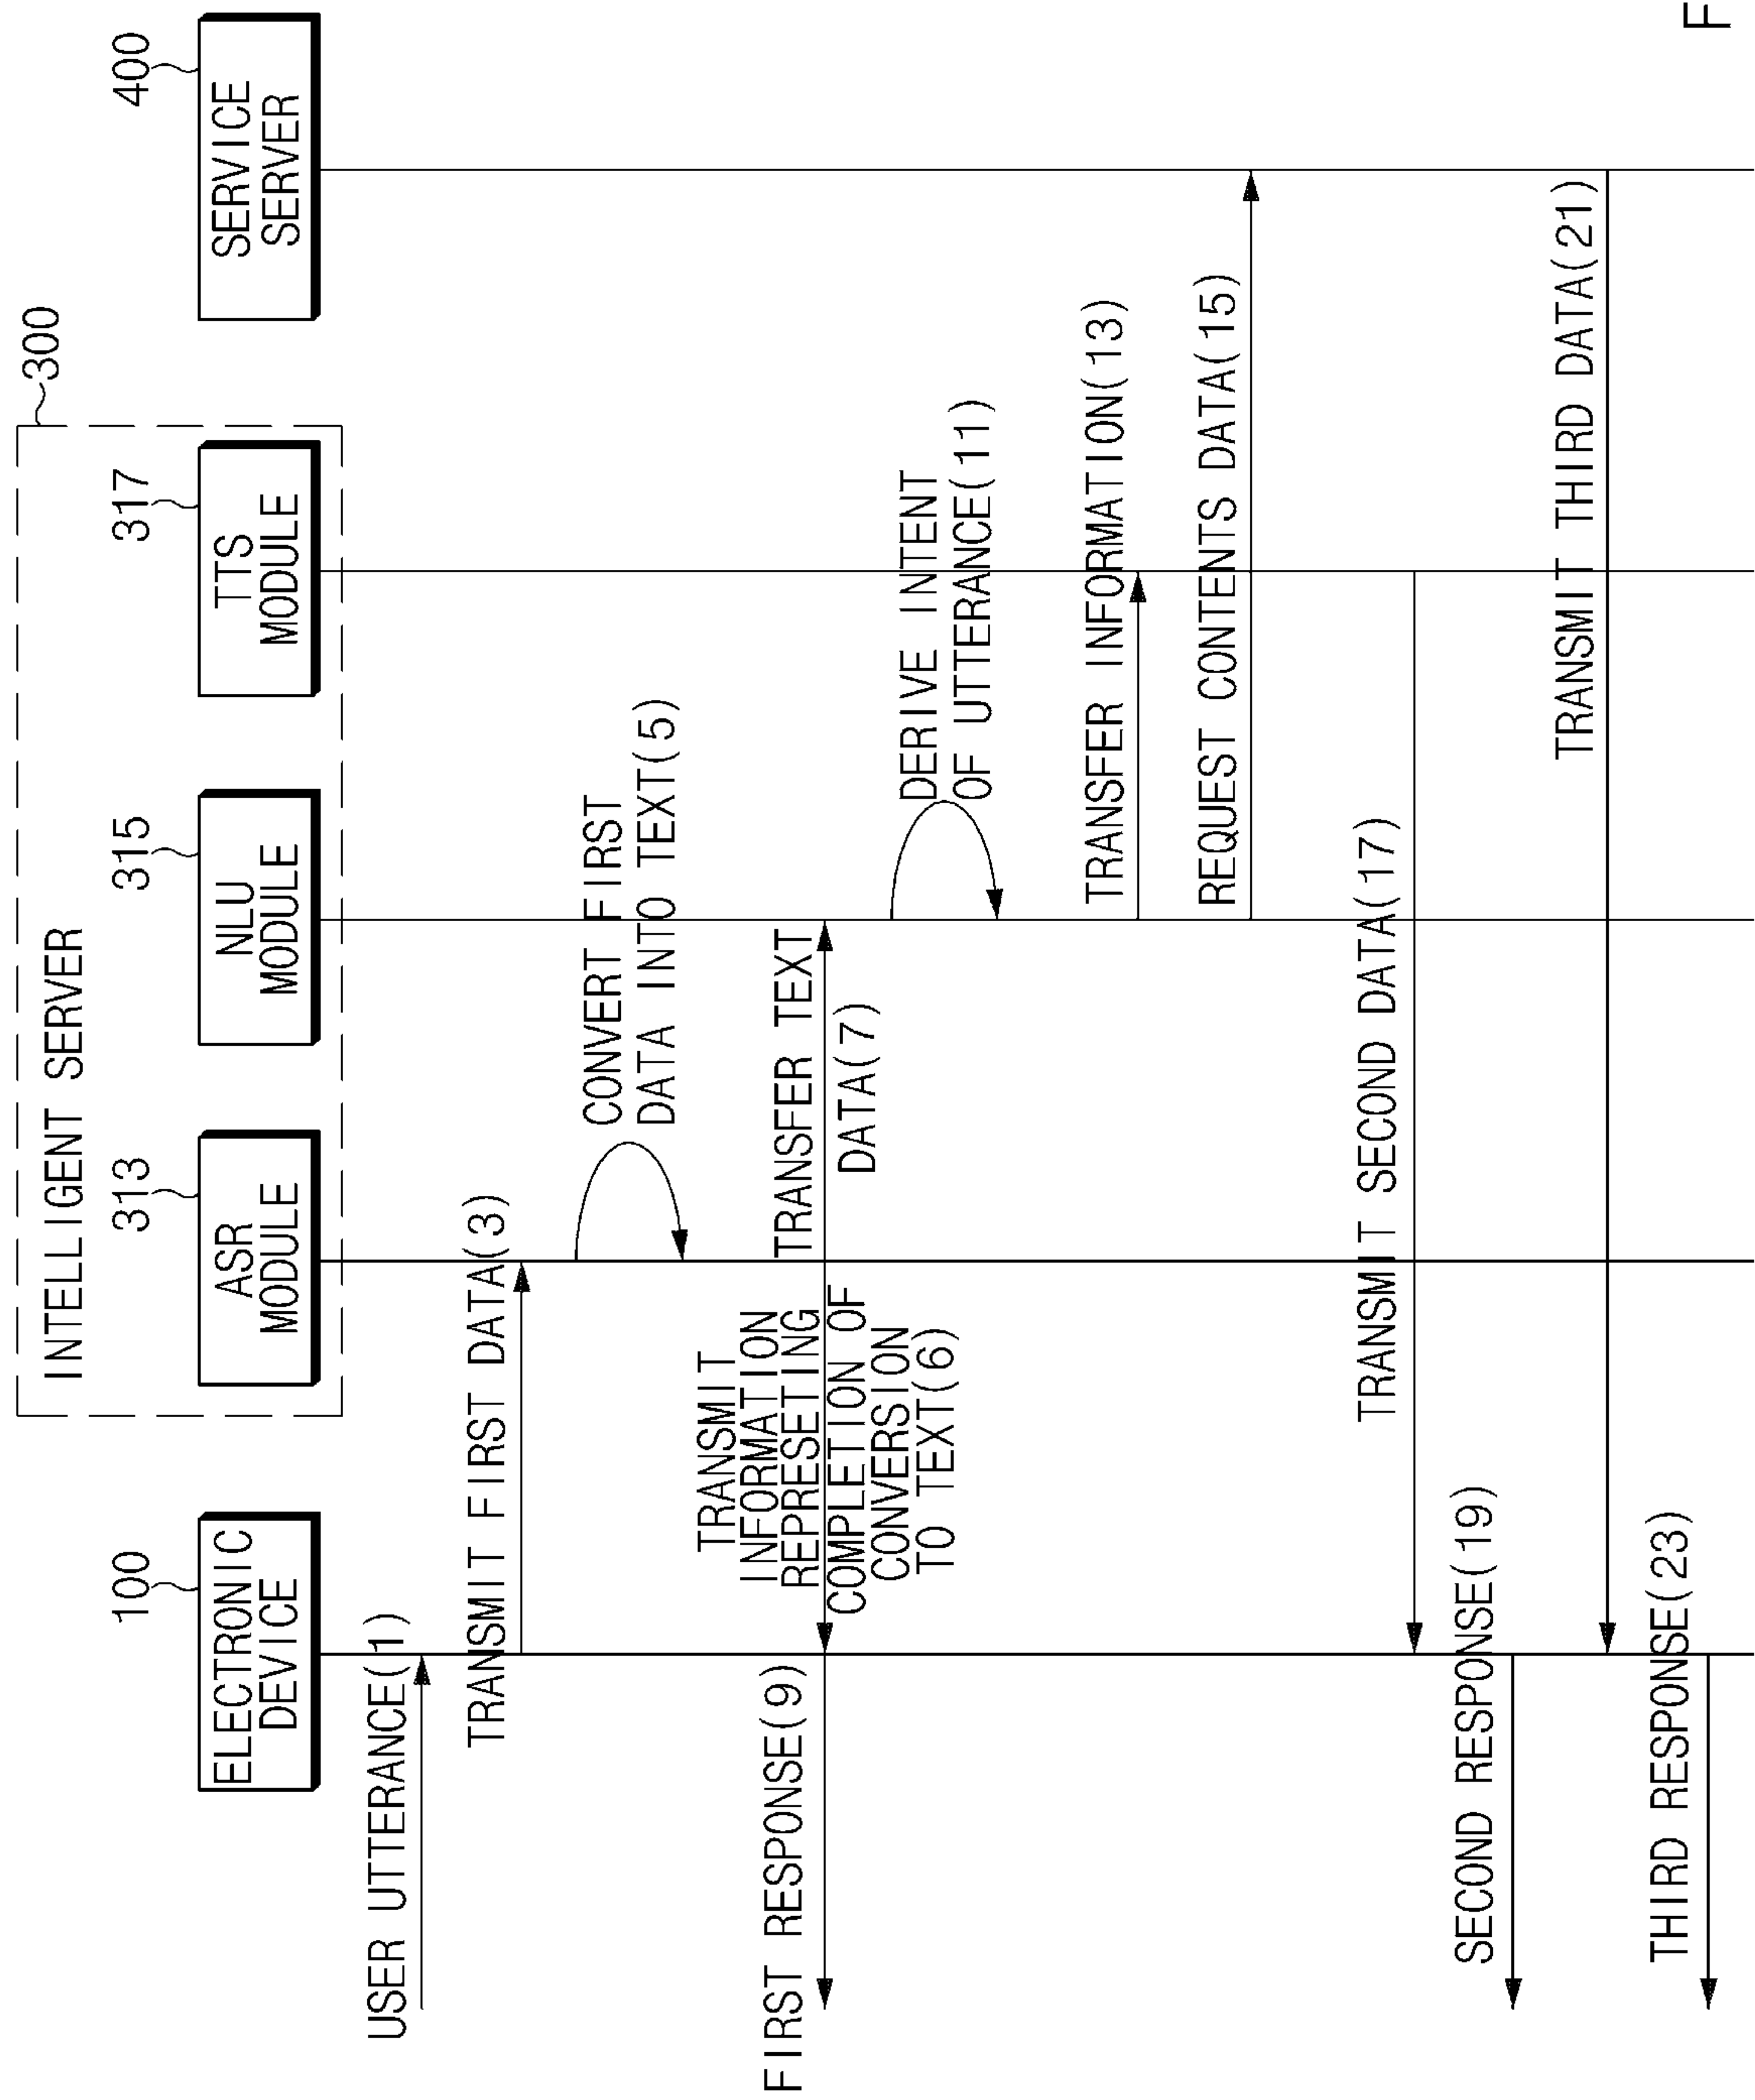 INTELLIGENT SERVER
300
100
313
315
317
400
ELECTRONIC
DEVICE
ASR
MODULE
NLU
MODULE
TTS
MODULE
SERVICE
SERVER
USER UTTERANCE(1)
TRANSMIT FIRST DATA(3)
CONVERT FIRST
DATA INTO TEXT(5)
TRANSMIT
INFORMATION
REPRESETING
COMPLETION OF
CONVERSION
TO TEXT(6)
TRANSFER TEXT
DATA(7)
FIRST RESPONSE(9)
DERIVE INTENT
OF UTTERANCE(11)
TRANSFER INFORMATION(13)
REQUEST CONTENTS DATA(15)
TRANSMIT SECOND DATA(17)
SECOND RESPONSE(19)
TRANSMIT THIRD DATA(21)
THIRD RESPONSE(23)
F